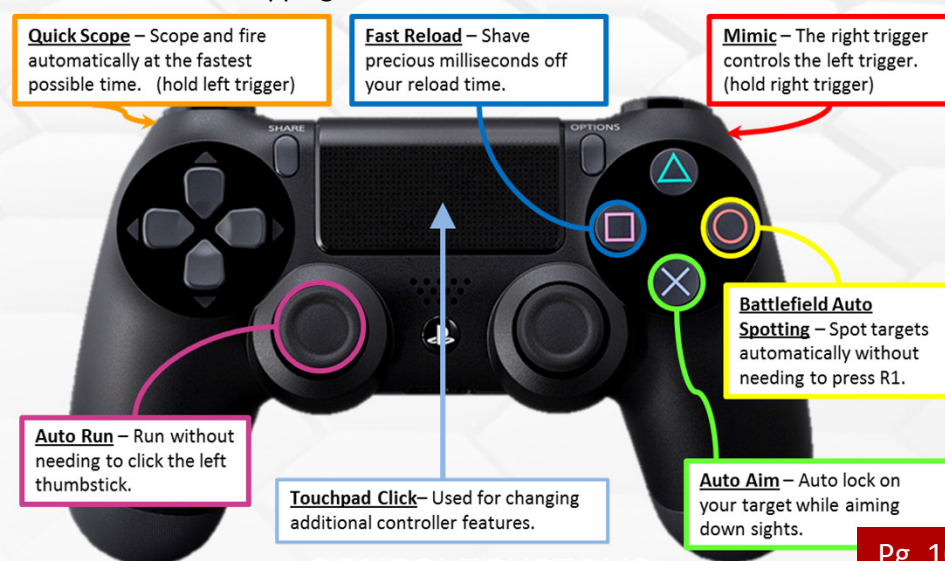 Quick Scope – Scope and fire
automatically at the fastest
possible time. (hold left trigger)
Fast Reload – Shave
precious milliseconds off
your reload time.
Mimic – The right trigger
controls the left trigger.
(hold right trigger)
SHARE
OPTIONS
Battlefield Auto
Spotting – Spot targets
automatically without
needing to press R1.
Auto Run – Run without
needing to click the left
thumbstick.
Touchpad Click– Used for changing
additional controller features.
Auto Aim – Auto lock on
your target while aiming
down sights.
Pg. 1